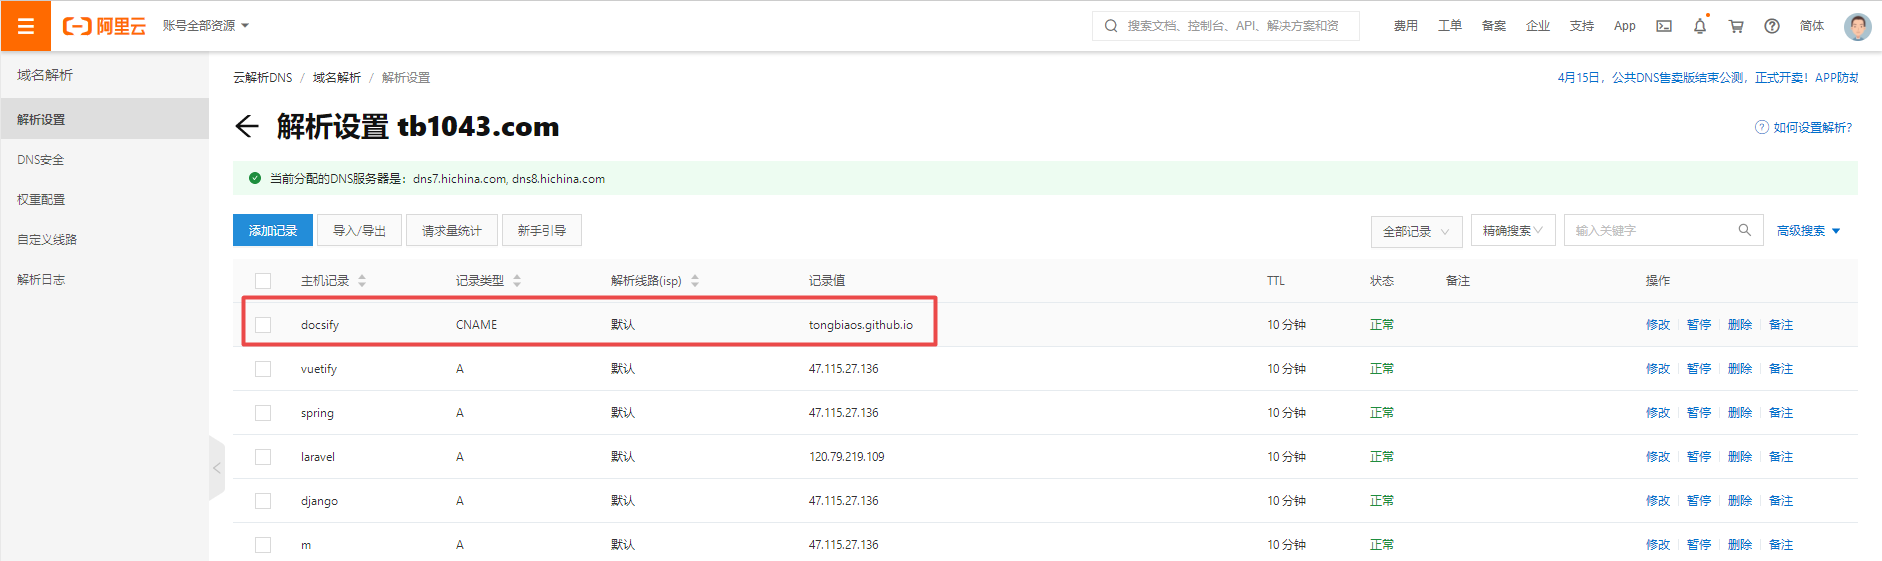 阿里云 账号全部资源 搜索文档、控制台、API、解决方案和资 费用 工单 备案 企业 支持 App 简体
域名解析
解析设置
DNS安全
权重配置
自定义线路
解析日志
云解析DNS / 域名解析 / 解析设置 4月15日，公共DNS售卖版结束公测，正式开卖！APP防劫
解析设置 tb1043.com 如何设置解析?
当前分配的DNS服务器是：dns7.hichina.com, dns8.hichina.com
添加记录 导入/导出 请求量统计 新手引导 全部记录 精确搜索 输入关键字 高级搜索
主机记录 记录类型 解析线路(isp) 记录值 TTL 状态 备注 操作
docsify CNAME 默认 tongbiaos.github.io 10 分钟 正常 修改 暂停 删除 备注
vuetify A 默认 47.115.27.136 10 分钟 正常 修改 暂停 删除 备注
spring A 默认 47.115.27.136 10 分钟 正常 修改 暂停 删除 备注
laravel A 默认 120.79.219.109 10 分钟 正常 修改 暂停 删除 备注
django A 默认 47.115.27.136 10 分钟 正常 修改 暂停 删除 备注
m A 默认 47.115.27.136 10 分钟 正常 修改 暂停 删除 备注